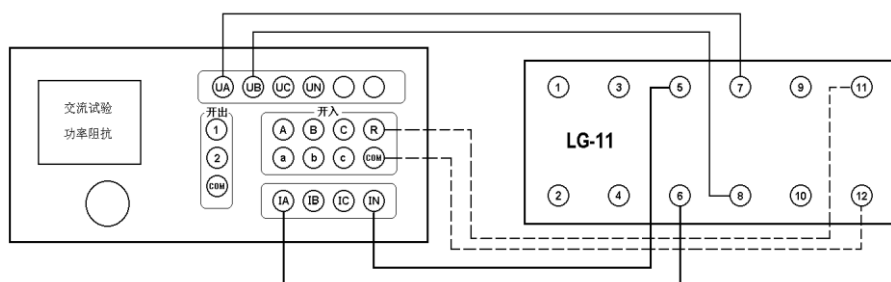 UA UB UC UN
交流试验
功率阻抗
开出
1
2
COM
开入
A B C R
a b c COM
IA IB IC IN
1 3 5 7 9 11
LG-11
2 4 6 8 10 12